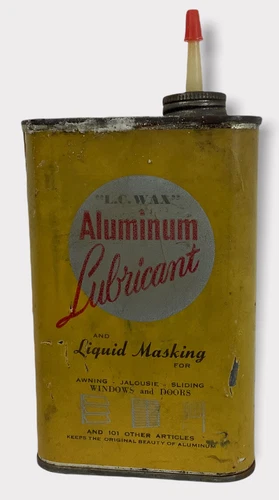 "L.C. WAX"
Aluminum
Lubricant
AND
Liquid Masking
FOR
AWNING - JALOUSIE - SLIDING
WINDOWS and DOORS
AND 101 OTHER ARTICLES
KEEPS THE ORIGINAL BEAUTY OF ALUMINUM